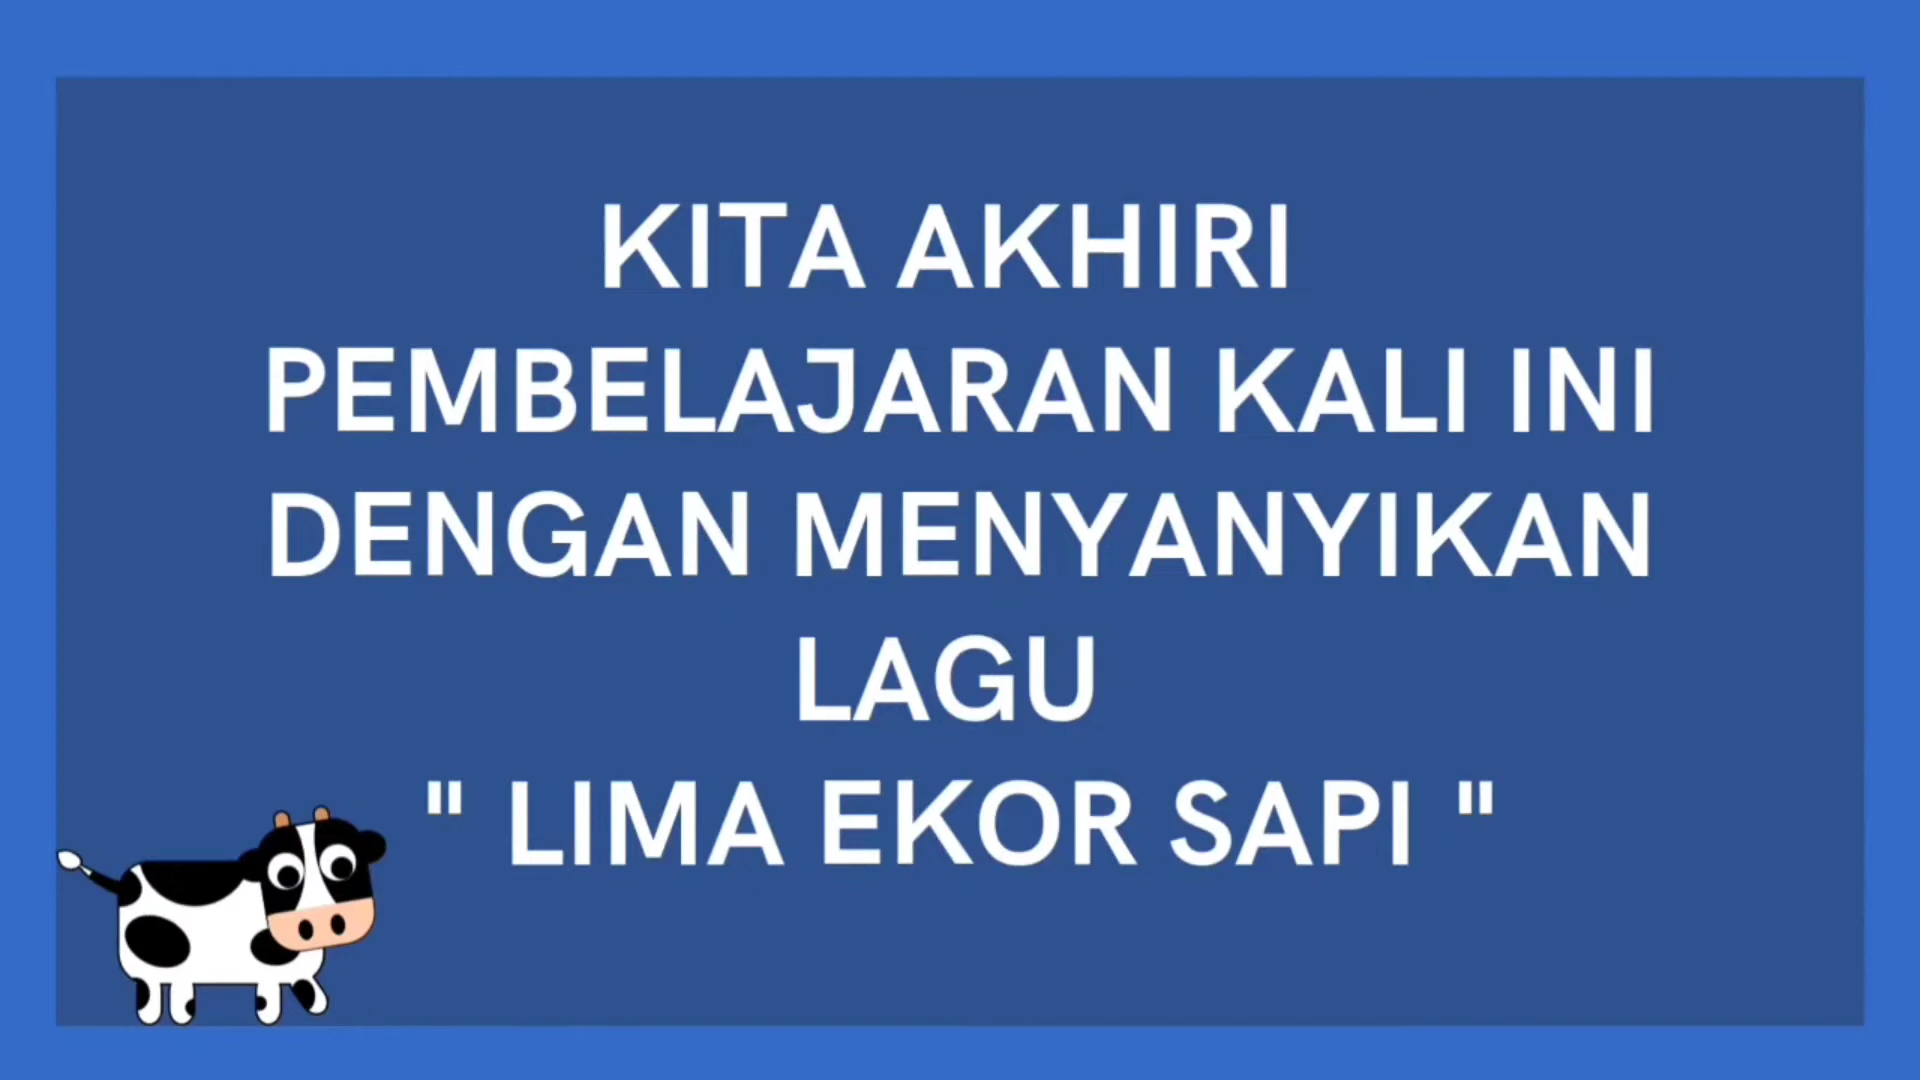 KITA AKHIRI
PEMBELAJARAN KALI INI
DENGAN MENYANYIKAN
LAGU
" LIMA EKOR SAPI "